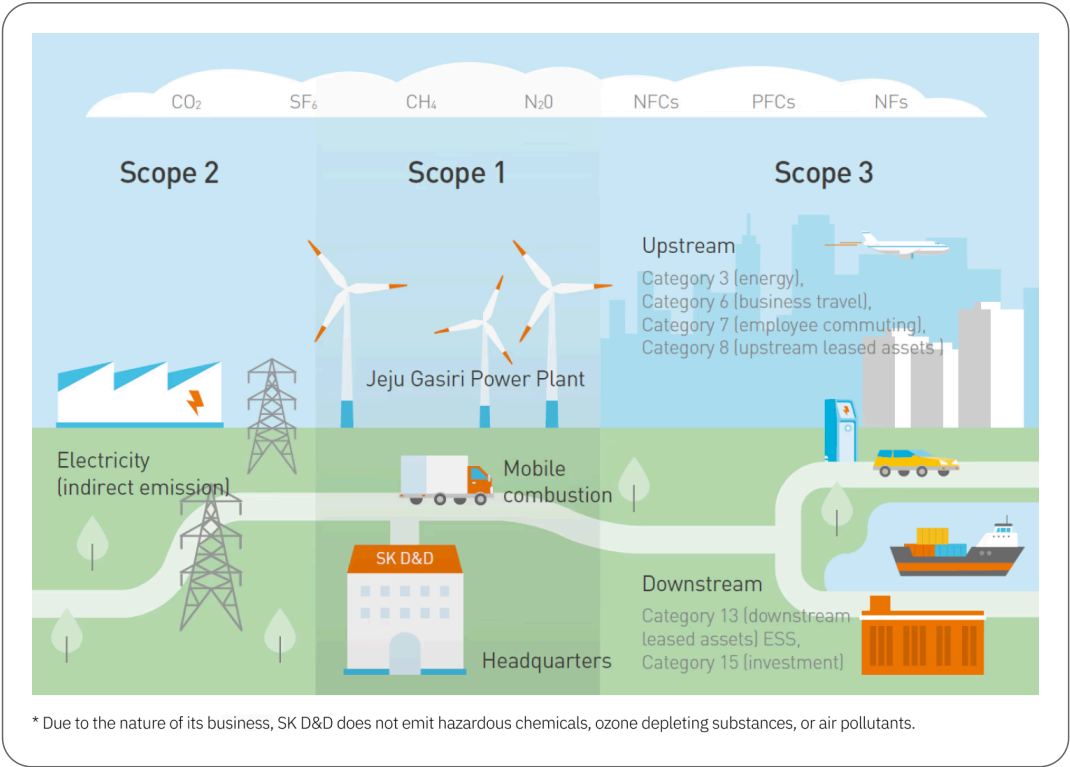 CO₂ SF₆ CH₄ N₂0 NFCs PFCs NFs
Scope 2
Scope 1
Scope 3
Upstream
Category 3 (energy),
Category 6 (business travel),
Category 7 (employee commuting),
Category 8 (upstream leased assets )
Jeju Gasiri Power Plant
Electricity
(indirect emission)
Mobile
combustion
SK D&D
Headquarters
Downstream
Category 13 (downstream
leased assets) ESS,
Category 15 (investment)
* Due to the nature of its business, SK D&D does not emit hazardous chemicals, ozone depleting substances, or air pollutants.